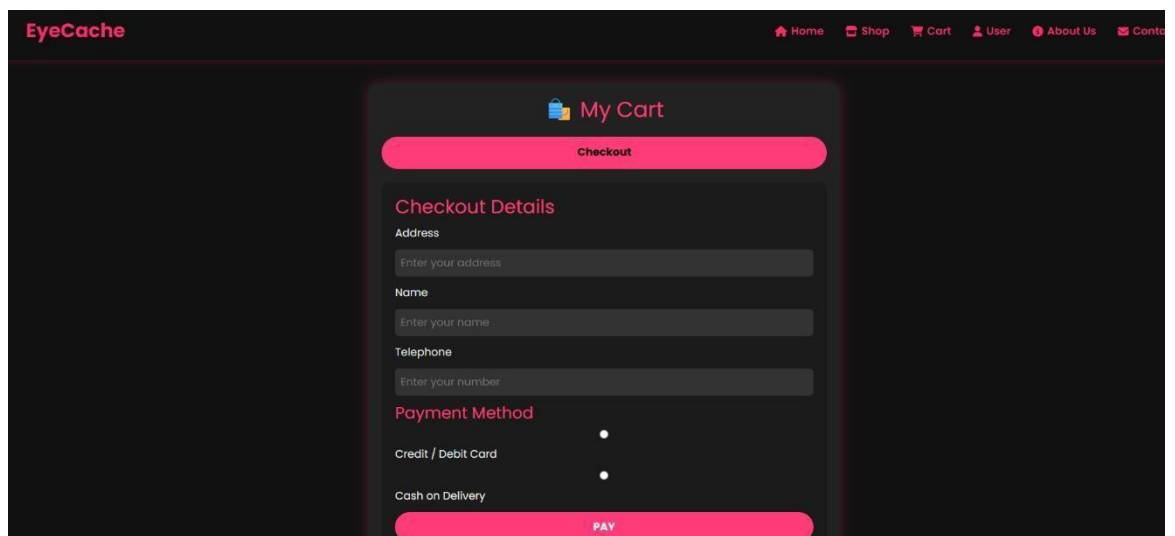 EyeCache
Home Shop Cart User About Us Conta
My Cart
Checkout
Checkout Details
Address
Enter your address
Name
Enter your name
Telephone
Enter your number
Payment Method
Credit / Debit Card
Cash on Delivery
PAY